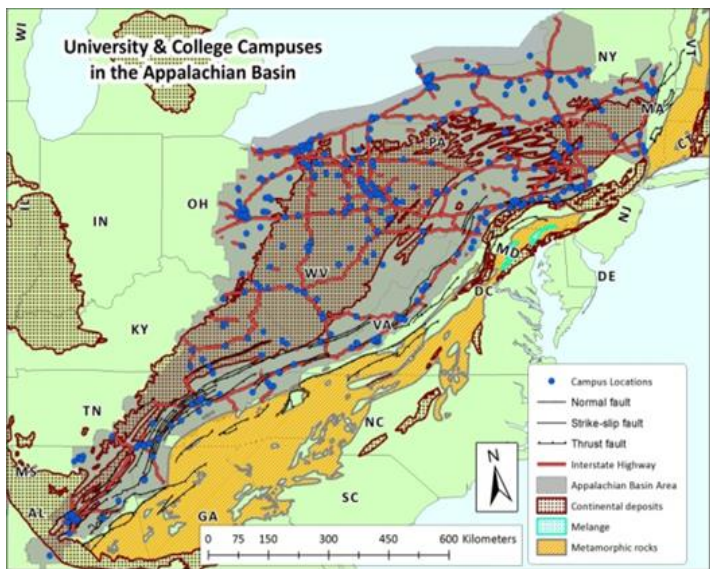 WI
University & College Campuses
in the Appalachian Basin
NY
VT
MA
CT
PA
OH
NJ
IL
IN
MD
WV
DE
DC
KY
VA
TN
NC
MS
SC
AL
GA
N
Campus Locations
Normal fault
Strike-slip fault
Thrust fault
Interstate Highway
Appalachian Basin Area
Continental deposits
Melange
Metamorphic rocks
Kilometers
0 75 150 300 450 600